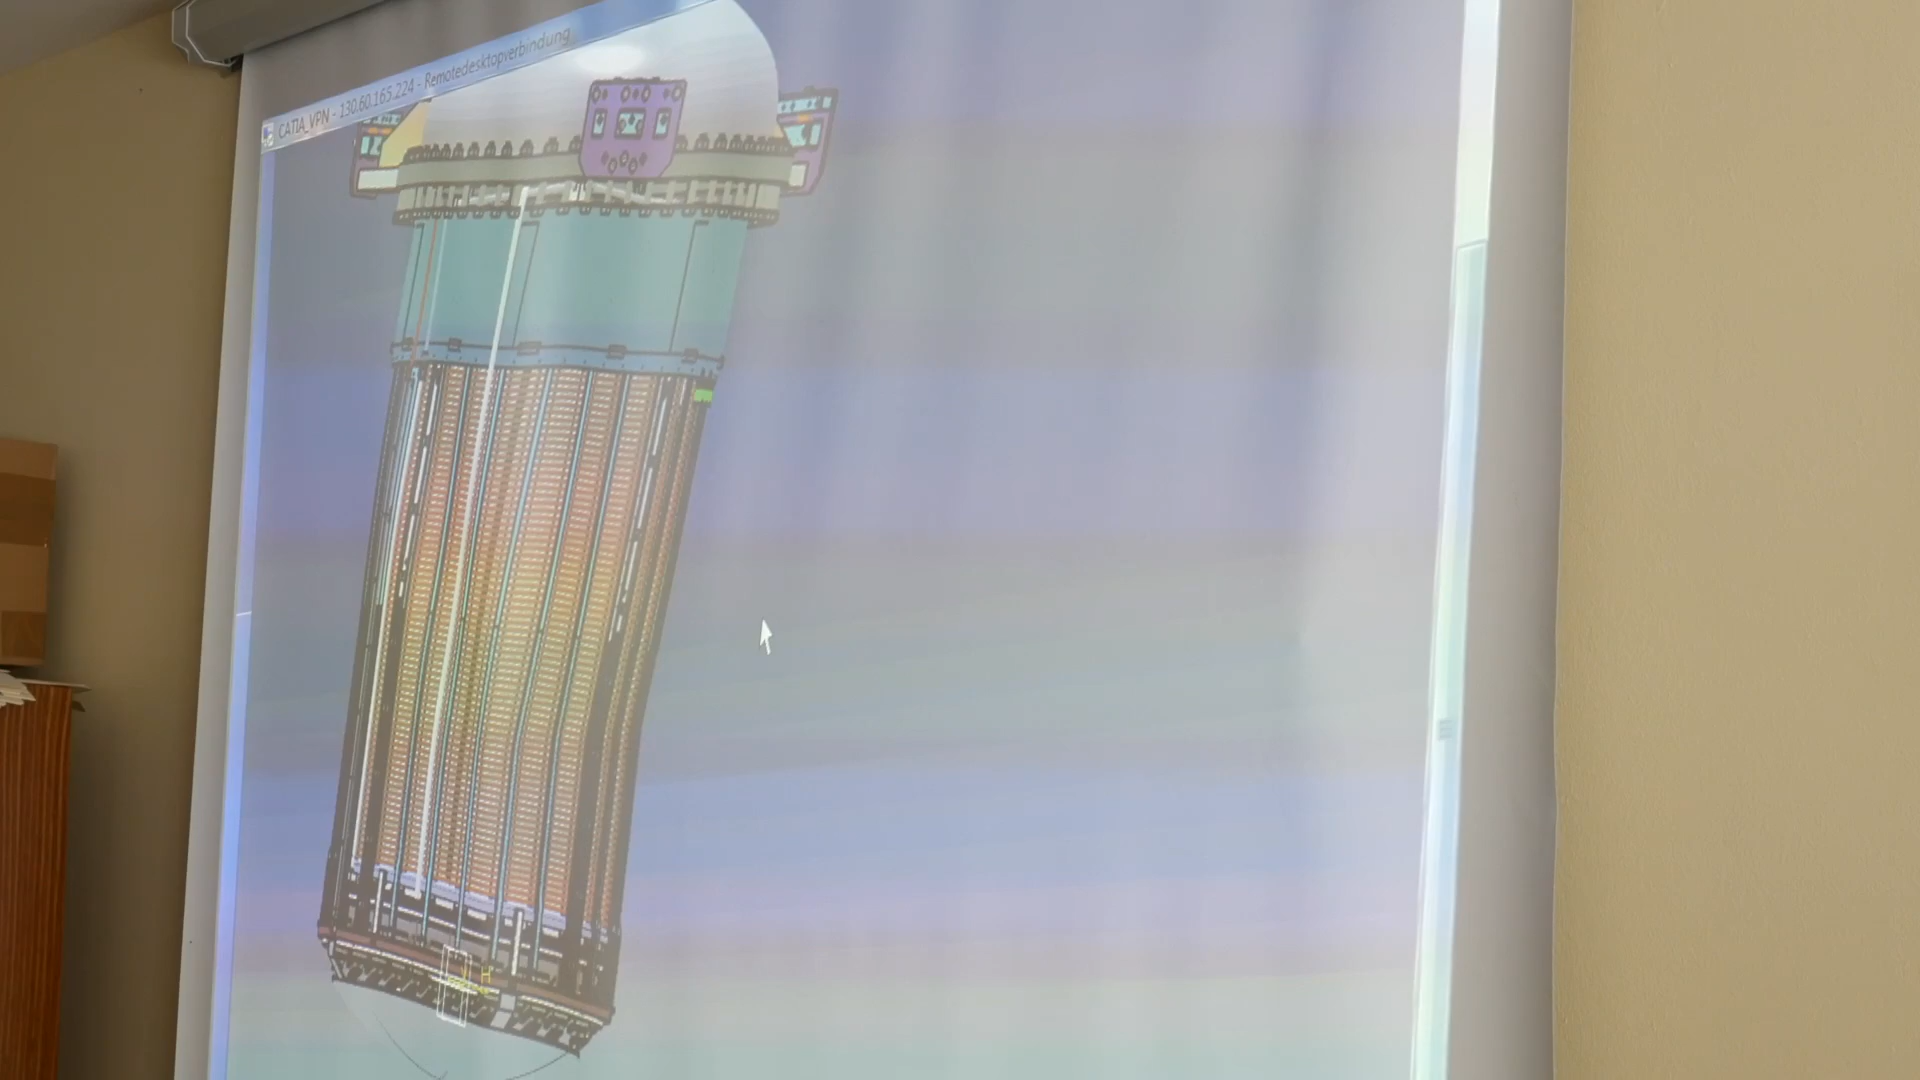 CATIA_VPN - 130.60.165.224 - Remotedesktopverbindung
H